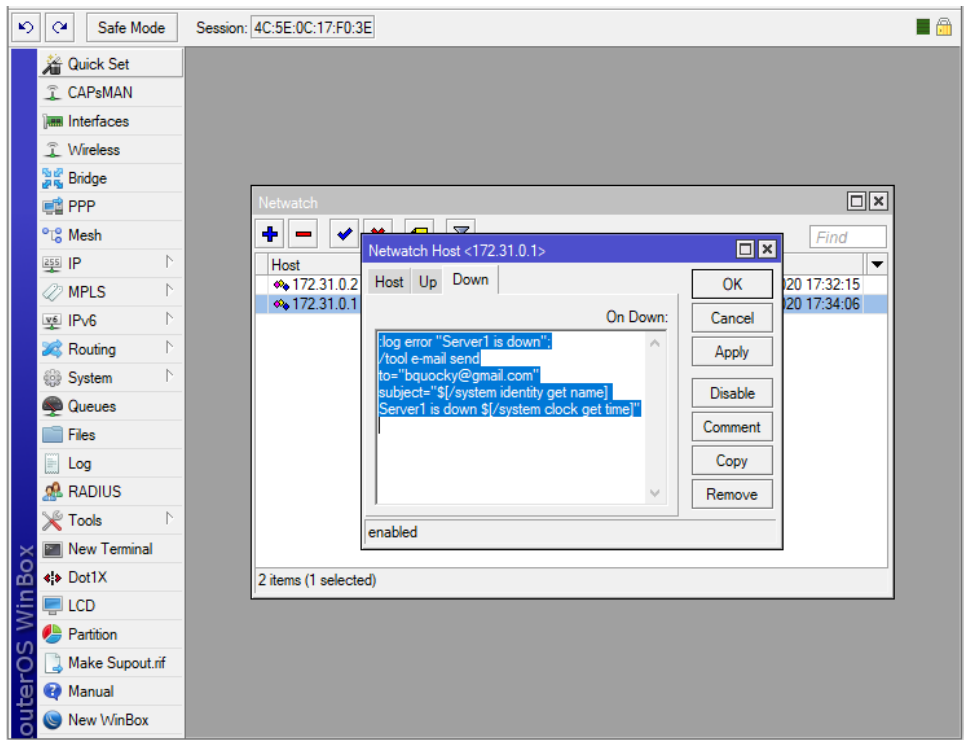 Safe Mode Session: 4C:5E:0C:17:F0:3E
Quick Set
CAPsMAN
Interfaces
Wireless
Bridge
PPP
Mesh
IP
MPLS
IPv6
Routing
System
Queues
Files
Log
RADIUS
Tools
New Terminal
Dot1X
LCD
Partition
Make Supout.rif
Manual
New WinBox
outerOS WinBox
Netwatch
Find
Host
172.31.0.2 020 17:32:15
172.31.0.1 020 17:34:06
2 items (1 selected)
Netwatch Host <172.31.0.1>
Host Up Down
On Down:
:log error "Server1 is down";
/tool e-mail send
to="bquocky@gmail.com"
subject="$[/system identity get name]
Server1 is down $[/system clock get time]"
OK
Cancel
Apply
Disable
Comment
Copy
Remove
enabled